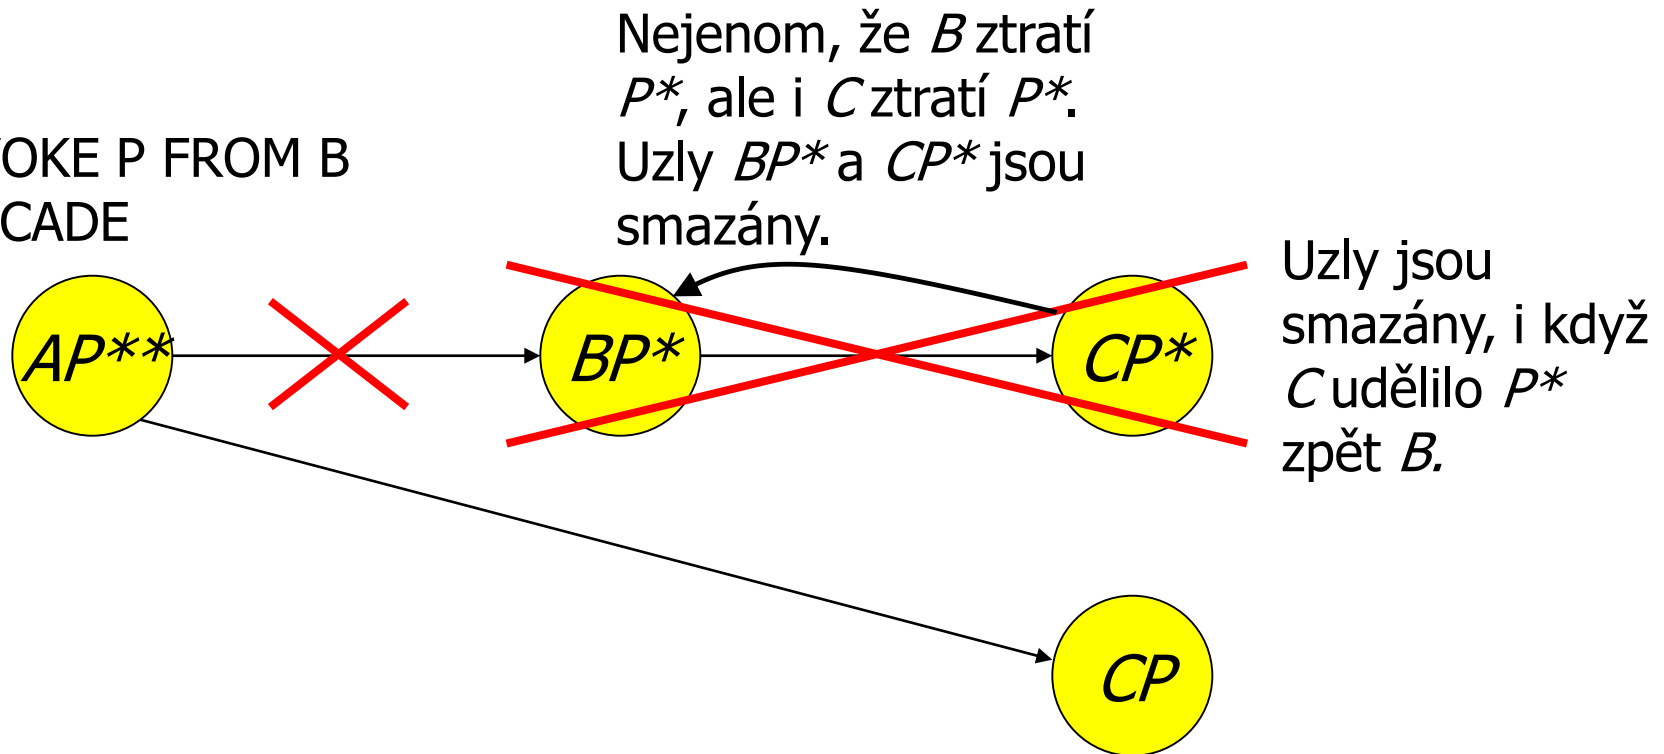 Nejenom, že B ztratí
P*, ale i C ztratí P*.
Uzly BP* a CP* jsou
smazány.
OKE P FROM B
CADE
Uzly jsou
smazány, i když
C udělilo P*
zpět B.
AP**
BP*
CP*
CP